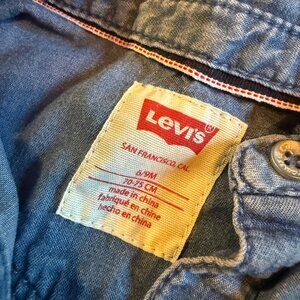 Levi's®
SAN FRANCISCO, CAL.
6/9M
70-75 CM
made in china
fabriqué en chine
hecho en china